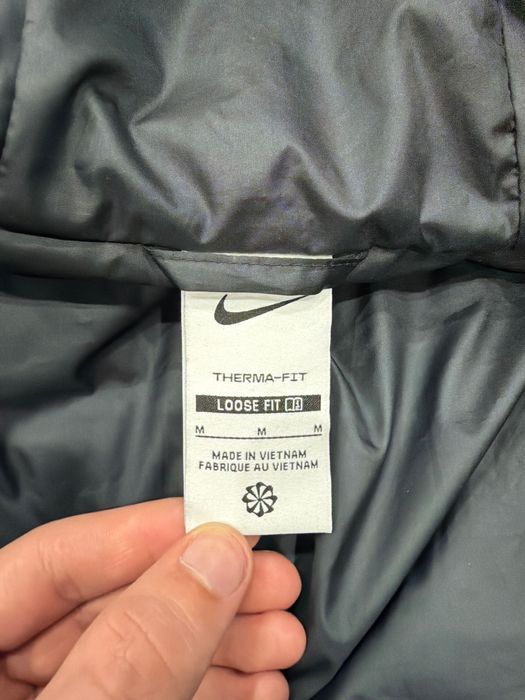 THERMA-FIT
LOOSE FIT
M M M
MADE IN VIETNAM
FABRIQUE AU VIETNAM